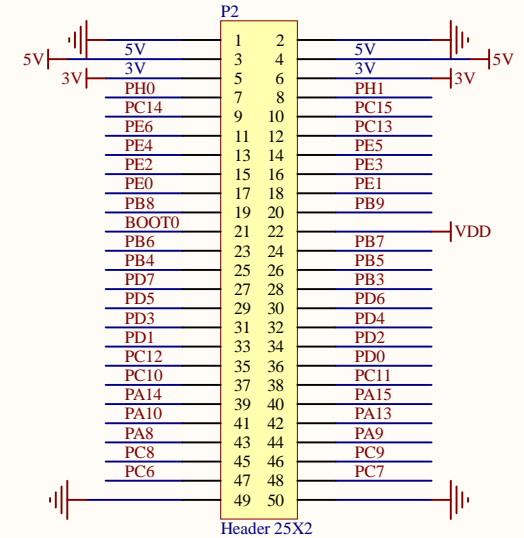 P2
1 2
5V 5V
5V 3 4 5V
3V 3V
3V 5 6 3V
PH0 7 8 PH1
PC14 9 10 PC15
PE6 11 12 PC13
PE4 13 14 PE5
PE2 15 16 PE3
PE0 17 18 PE1
PB8 19 20 PB9
BOOT0 21 22 VDD
PB6 23 24 PB7
PB4 25 26 PB5
PD7 27 28 PB3
PD5 29 30 PD6
PD3 31 32 PD4
PD1 33 34 PD2
PC12 35 36 PD0
PC10 37 38 PC11
PA14 39 40 PA15
PA10 41 42 PA13
PA8 43 44 PA9
PC8 45 46 PC9
PC6 47 48 PC7
49 50
Header 25X2